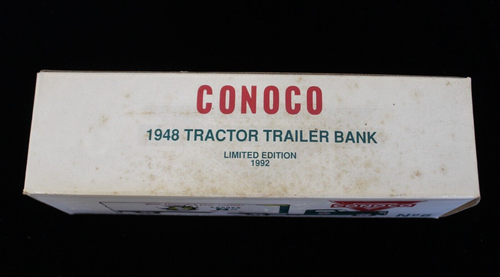 CONOCO
1948 TRACTOR TRAILER BANK
LIMITED EDITION
1992